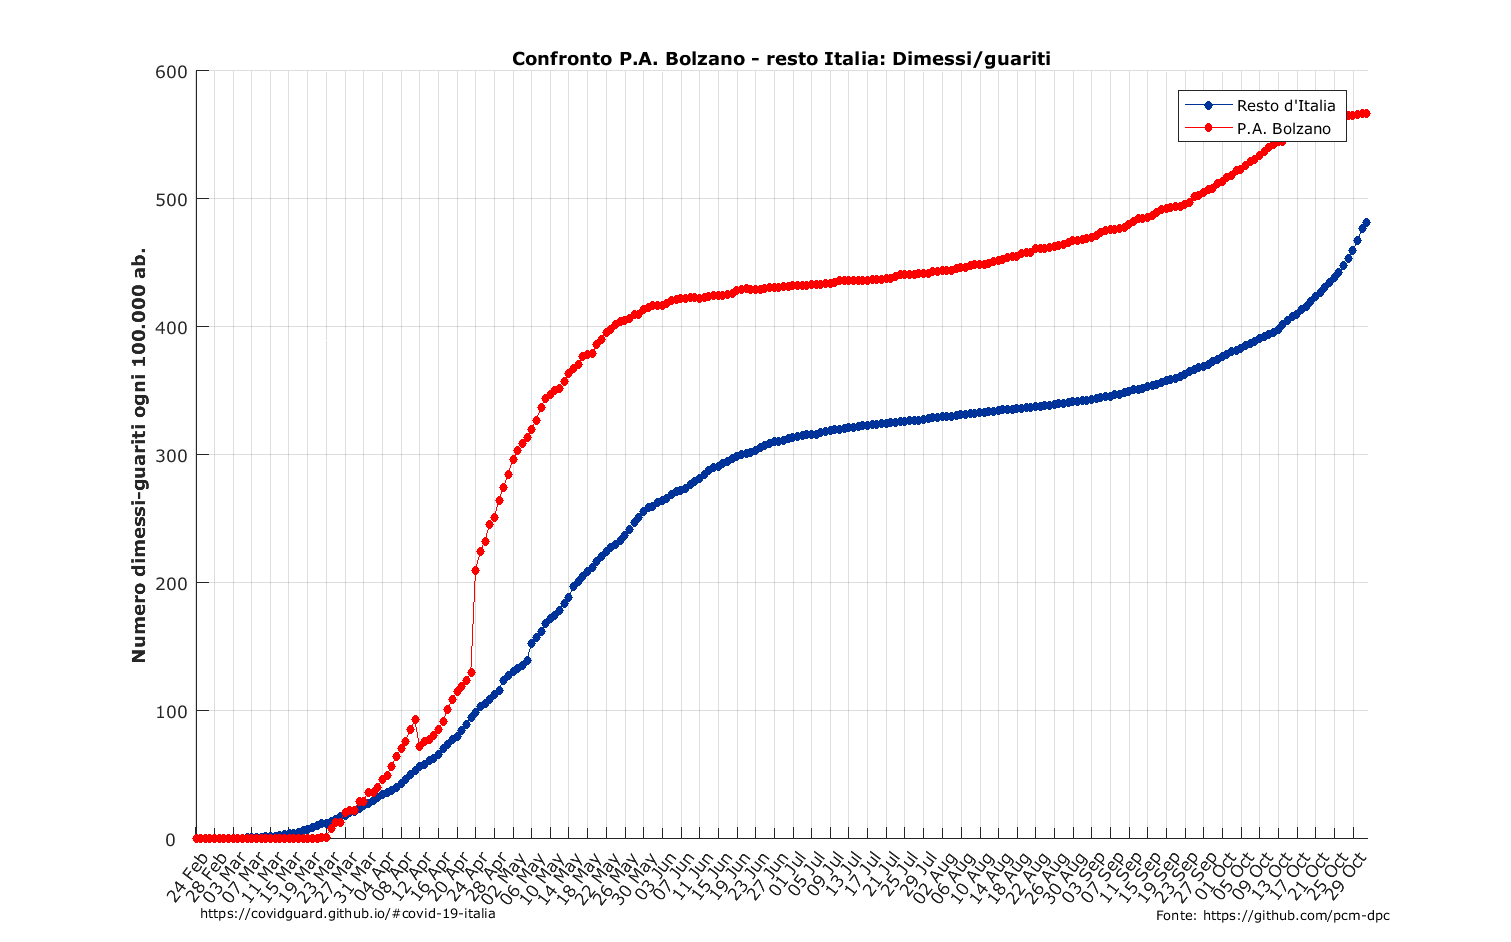 Confronto P.A. Bolzano - resto Italia: Dimessi/guariti
Numero dimessi-guariti ogni 100.000 ab.
600
500
400
300
200
100
0
Resto d'Italia
P.A. Bolzano
24 Feb
28 Feb
03 Mar
07 Mar
11 Mar
15 Mar
19 Mar
23 Mar
27 Mar
31 Mar
04 Apr
08 Apr
12 Apr
16 Apr
20 Apr
24 Apr
28 Apr
02 May
06 May
10 May
14 May
18 May
22 May
26 May
30 May
03 Jun
07 Jun
11 Jun
15 Jun
19 Jun
23 Jun
27 Jun
01 Jul
05 Jul
09 Jul
13 Jul
17 Jul
21 Jul
25 Jul
29 Jul
02 Aug
06 Aug
10 Aug
14 Aug
18 Aug
22 Aug
26 Aug
30 Aug
03 Sep
07 Sep
11 Sep
15 Sep
19 Sep
23 Sep
27 Sep
01 Oct
05 Oct
09 Oct
13 Oct
17 Oct
21 Oct
25 Oct
29 Oct
https://covidguard.github.io/#covid-19-italia
Fonte: https://github.com/pcm-dpc